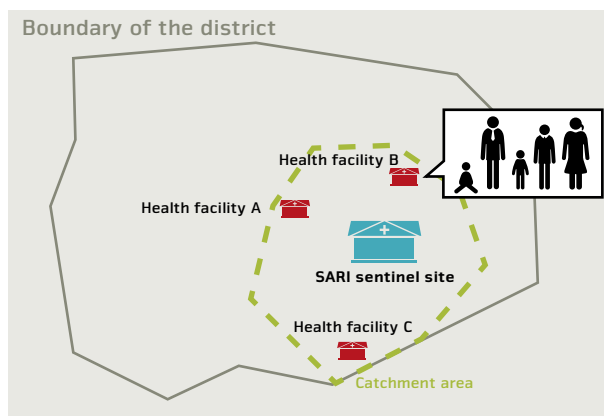 Boundary of the district
Health facility B
Health facility A
SARI sentinel site
Health facility C
Catchment area